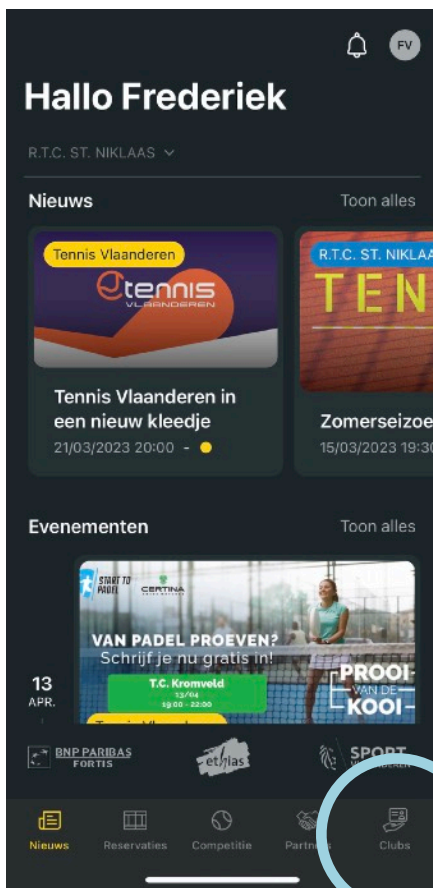 FV
Hallo Frederiek
R.T.C. ST. NIKLAAS
Nieuws
Toon alles
Tennis Vlaanderen
tennis
VLAANDEREN
Tennis Vlaanderen in
een nieuw kleedje
21/03/2023 20:00 -
R.T.C. ST. NIKLAA
TEN
Zomerseizoe
15/03/2023 19:30
Evenementen
Toon alles
13
APR.
START TO
PADEL
CERTINA
VAN PADEL PROEVEN?
Schrijf je nu gratis in!
T.C. Kromveld
13/04
19:00 - 22:00
PROOI
VAN DE
KOOI
BNP PARIBAS
FORTIS
ethias
SPORT
Nieuws
Reservaties
Competitie
Partners
Clubs